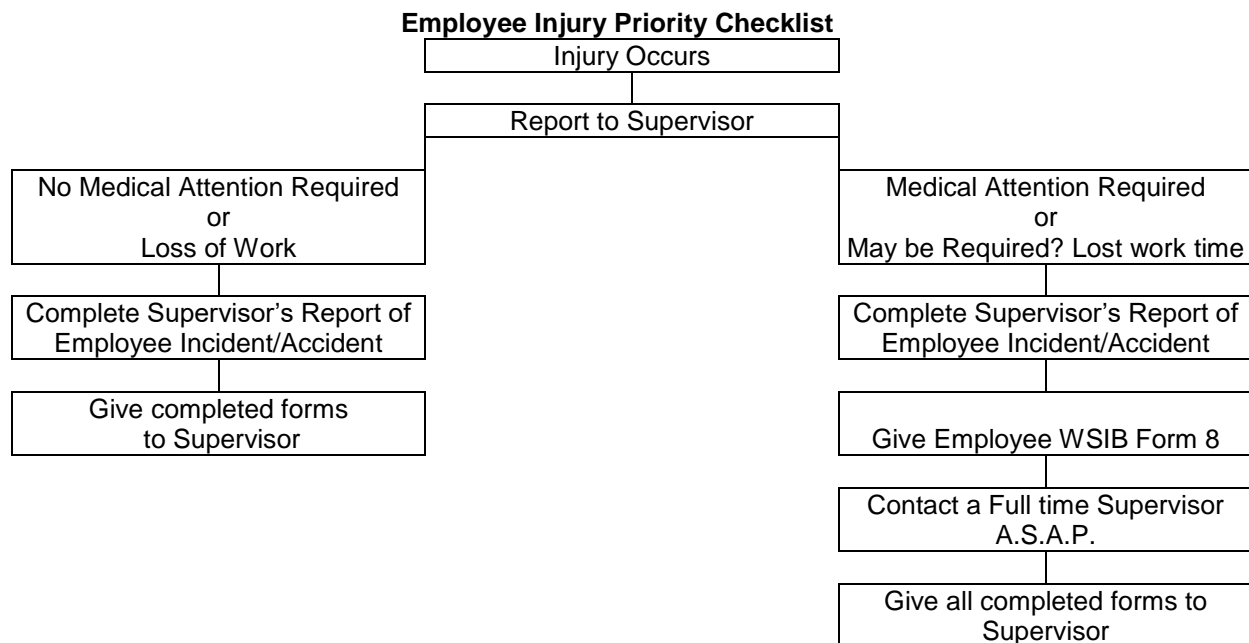 Employee Injury Priority Checklist
Injury Occurs
Report to Supervisor
No Medical Attention Required
or
Loss of Work
Complete Supervisor’s Report of
Employee Incident/Accident
Give completed forms
to Supervisor
Medical Attention Required
or
May be Required? Lost work time
Complete Supervisor’s Report of
Employee Incident/Accident
Give Employee WSIB Form 8
Contact a Full time Supervisor
A.S.A.P.
Give all completed forms to
Supervisor